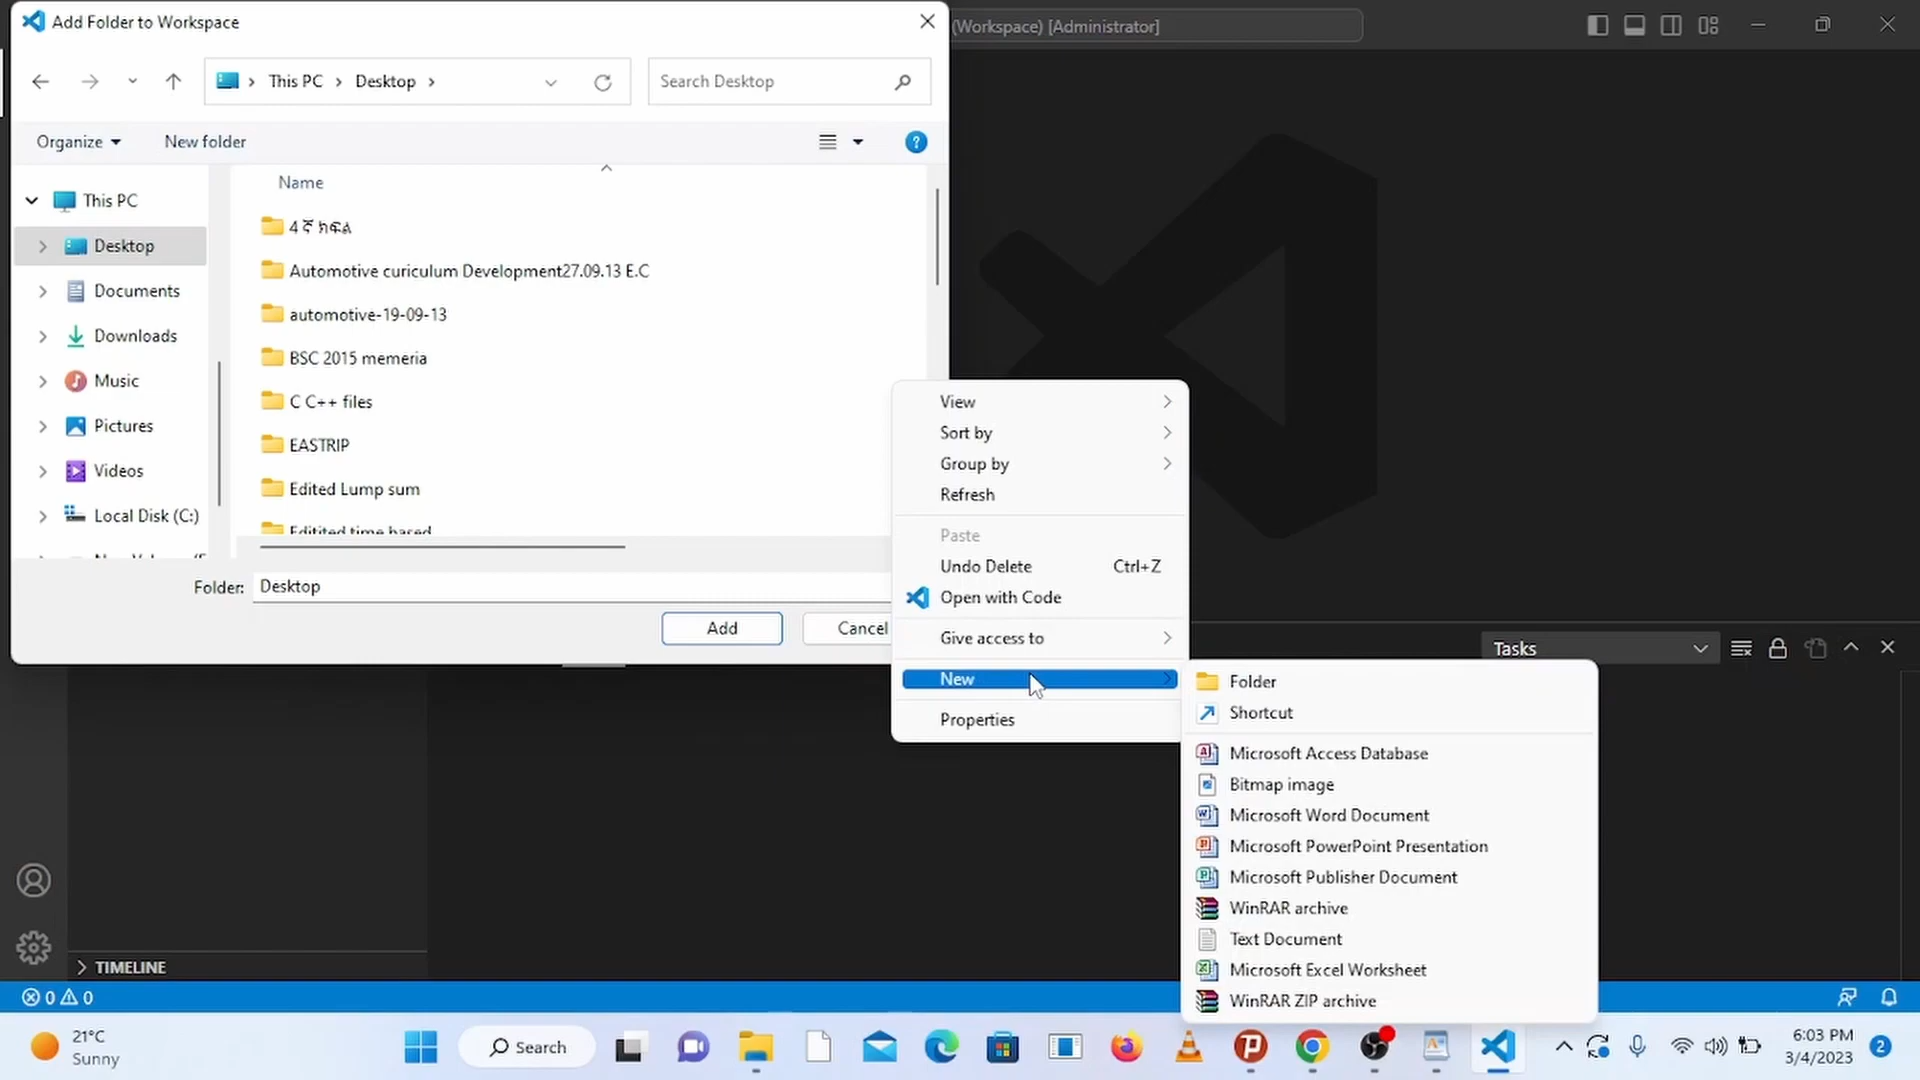 Add Folder to Workspace
(Workspace) [Administrator]
This PC
Desktop
Search Desktop
Organize
New folder
Name
This PC
Desktop
Documents
Downloads
Music
Pictures
Videos
Local Disk (C:)
4ኛ ክፍል
Automotive curiculum Development27.09.13 E.C
automotive-19-09-13
BSC 2015 memeria
C C++ files
EASTRIP
Edited Lump sum
Editited time based
Folder: Desktop
Add
Cancel
View
Sort by
Group by
Refresh
Paste
Undo Delete Ctrl+Z
Open with Code
Give access to
New
Properties
Tasks
Folder
Shortcut
Microsoft Access Database
Bitmap image
Microsoft Word Document
Microsoft PowerPoint Presentation
Microsoft Publisher Document
WinRAR archive
Text Document
Microsoft Excel Worksheet
WinRAR ZIP archive
TIMELINE
0 0
21°C
Sunny
Search
6:03 PM
3/4/2023
2